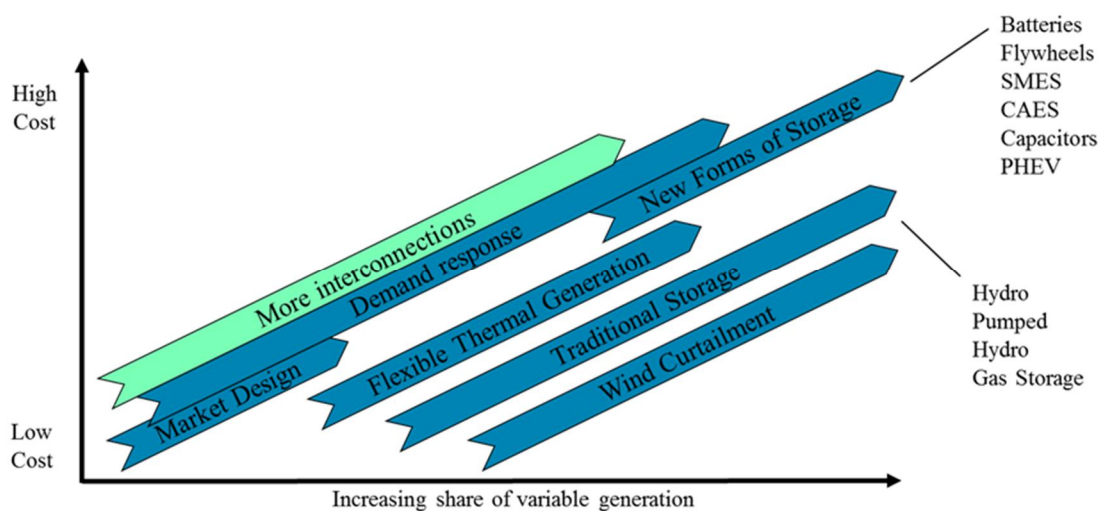 Batteries
Flywheels
SMES
CAES
Capacitors
PHEV
High
Cost
New Forms of Storage
More interconnections
Demand response
Flexible Thermal Generation
Traditional Storage
Market Design
Wind Curtailment
Hydro
Pumped
Hydro
Gas Storage
Low
Cost
Increasing share of variable generation